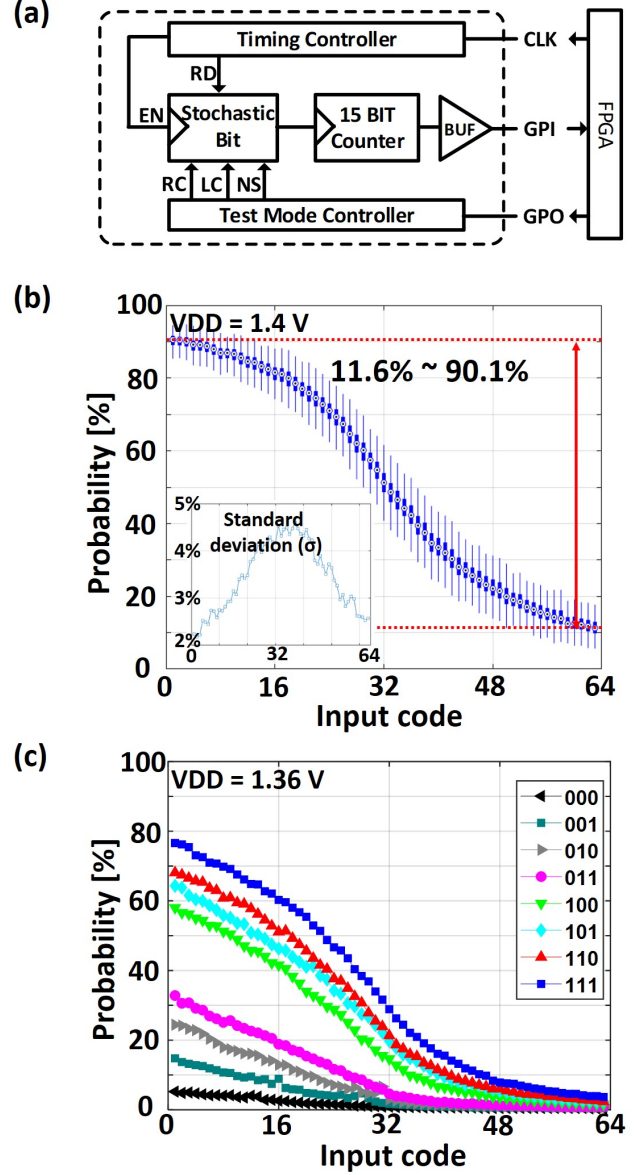 (a)
Timing Controller
CLK
RD
EN
Stochastic
Bit
15 BIT
Counter
BUF
GPI
FPGA
RC LC NS
Test Mode Controller
GPO
(b)
100
VDD = 1.4 V
11.6% ~ 90.1%
80
60
40
20
0
Probability [%]
5%
4%
3%
2%
Standard
deviation (σ)
0 32 64
0 16 32 48 64
Input code
(c)
100
VDD = 1.36 V
80
60
40
20
0
Probability [%]
000
001
010
011
100
101
110
111
0 16 32 48 64
Input code